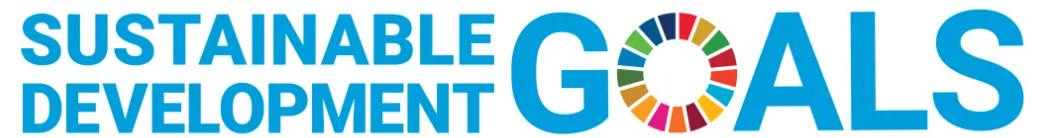 SUSTAINABLE
DEVELOPMENT
GOALS